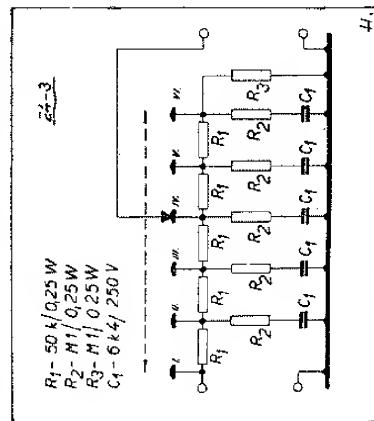 R₁ - 50 k/0,25 W
R₂ - M1/0,25 W
R₃ - M1/0,25 W
C₁ - 6k4/250 V
I.
II.
III.
IV.
V.
VI.
R₁
R₁
R₁
R₁
R₁
R₃
R₂
R₂
R₂
R₂
R₂
C₁
C₁
C₁
C₁
C₁
H.